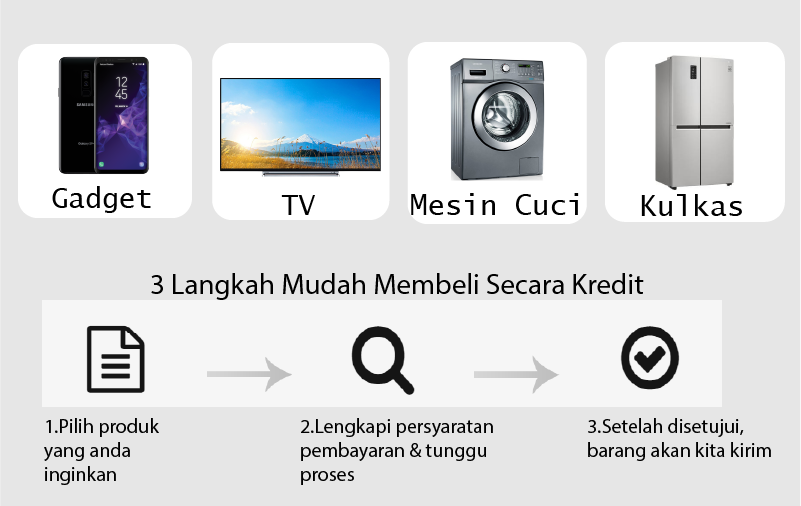 12
45
SAMSUNG
Gadget
TV
Mesin Cuci
Kulkas
3 Langkah Mudah Membeli Secara Kredit
1.Pilih produk
yang anda
inginkan
2.Lengkapi persyaratan
pembayaran & tunggu
proses
3.Setelah disetujui,
barang akan kita kirim